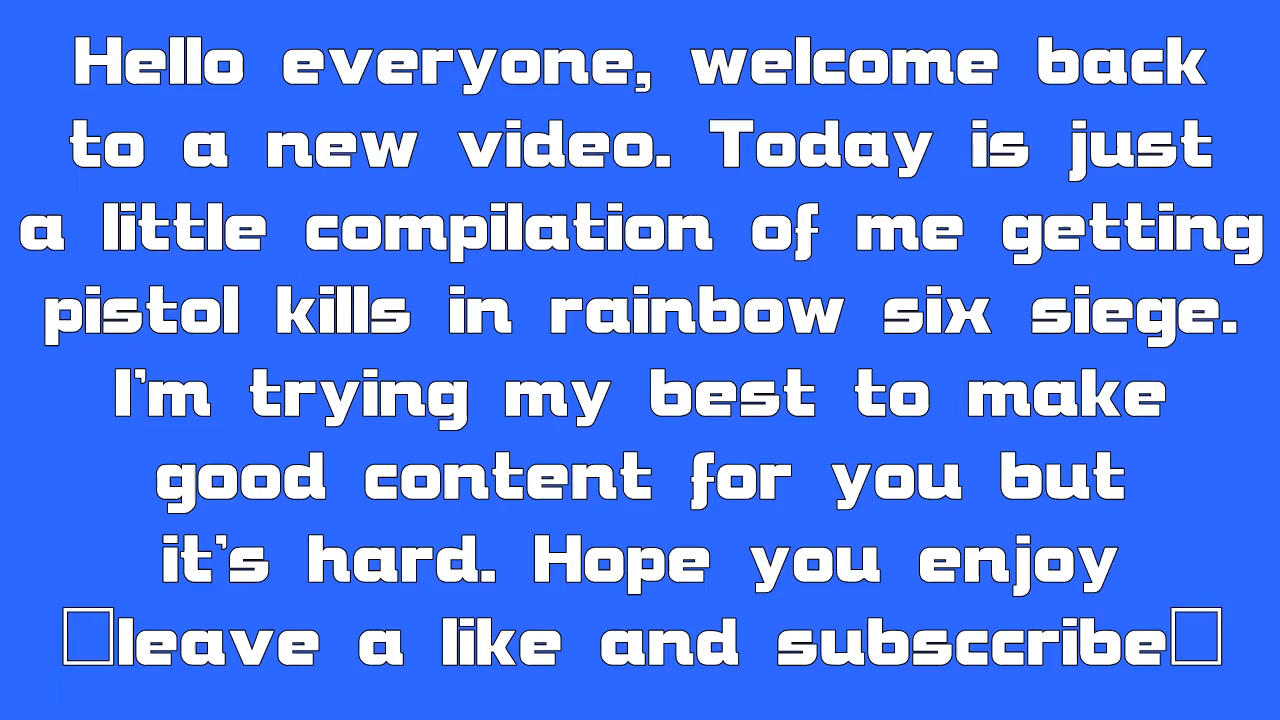 Hello everyone, welcome back
to a new video. Today is just
a little compilation of me getting
pistol kills in rainbow six siege.
I'm trying my best to make
good content for you but
it's hard. Hope you enjoy
□leave a like and subsccribe□